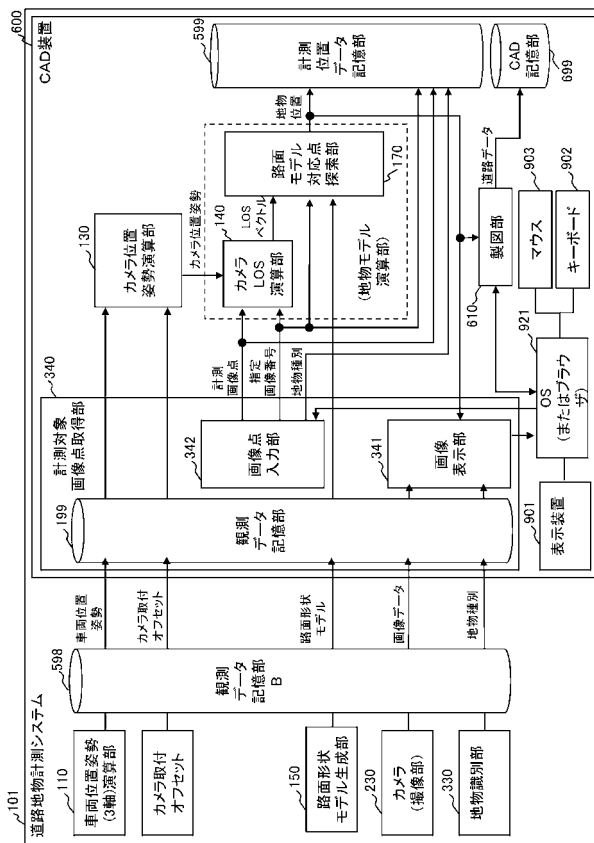 101
道路地物計測システム
110
車両位置姿勢
(3軸)演算部
カメラ取付
オフセット
150
路面形状
モデル生成部
230
カメラ
(撮像部)
330
地物識別部
598
観測
データ
記憶部
B
車両位置
姿勢
カメラ取付
オフセット
路面形状
モデル
画像データ
地物種別
600
CAD装置
340
計測対象
画像点取得部
199
観測
データ
記憶部
342
画像点
入力部
341
画像
表示部
計測
画像点
指定
画像番号
地物種別
130
カメラ位置
姿勢演算部
カメラ位置姿勢
140
カメラ
LOS
演算部
LOS
ベクトル
路面
モデル
対応点
探索部
170
(地物モデル
演算部)
地物
位置
599
計測
位置
データ
記憶部
CAD
記憶部
699
道路データ
610
製図部
901
表示装置
921
OS
(またはブラウ
ザ)
903
マウス
902
キーボード